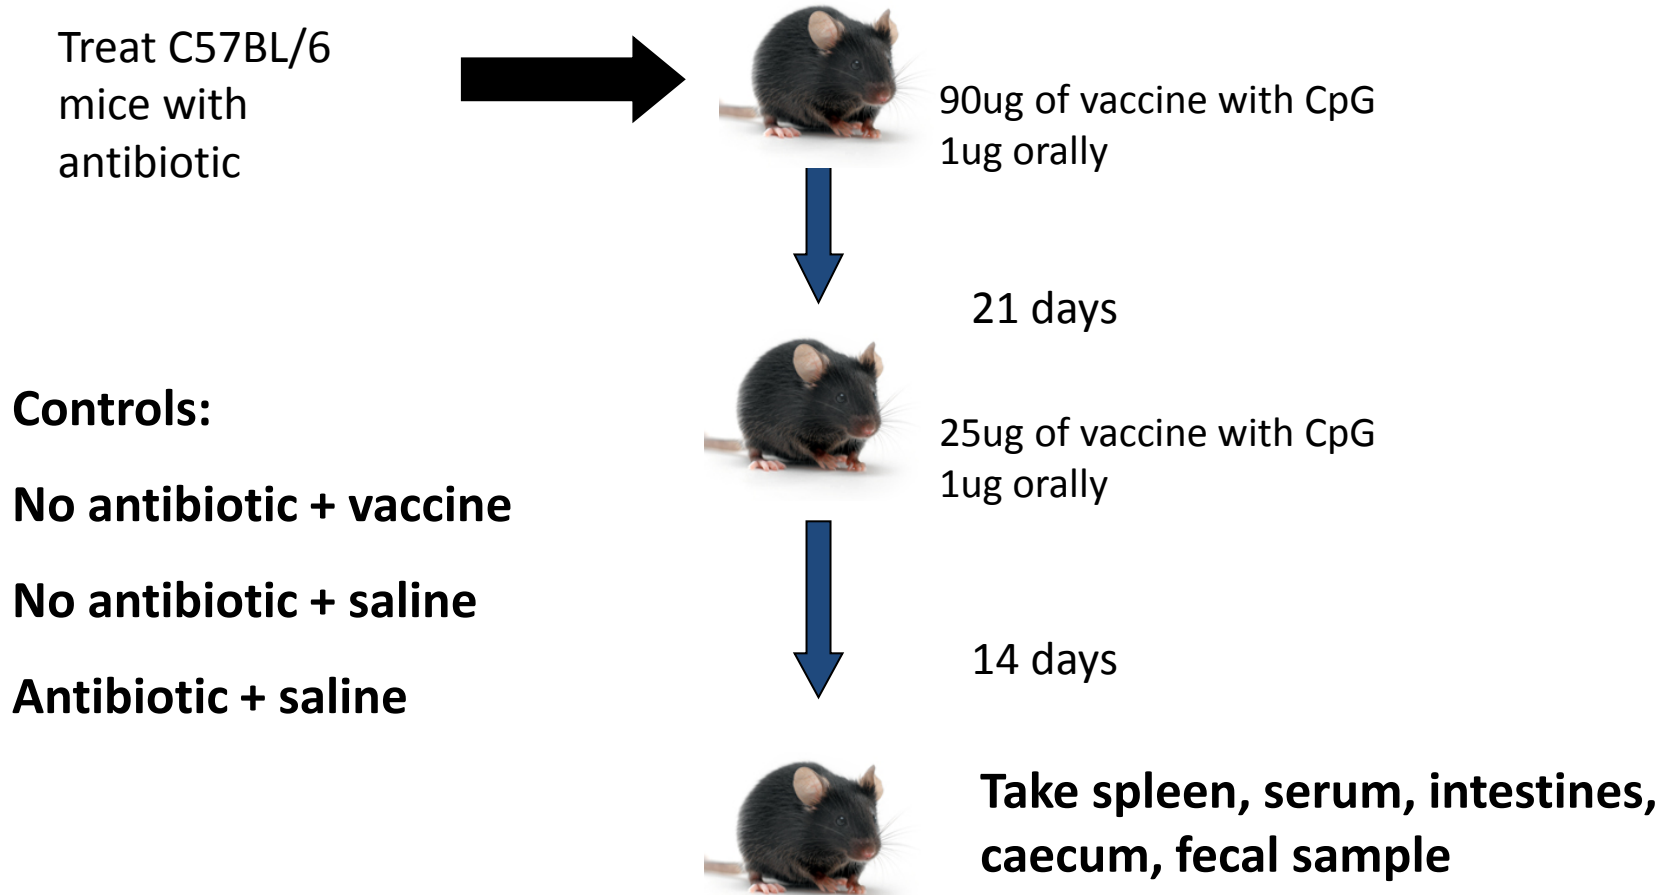 Treat C57BL/6
mice with
antibiotic
90ug of vaccine with CpG
1ug orally
21 days
Controls:
No antibiotic + vaccine
No antibiotic + saline
Antibiotic + saline
25ug of vaccine with CpG
1ug orally
14 days
Take spleen, serum, intestines,
caecum, fecal sample